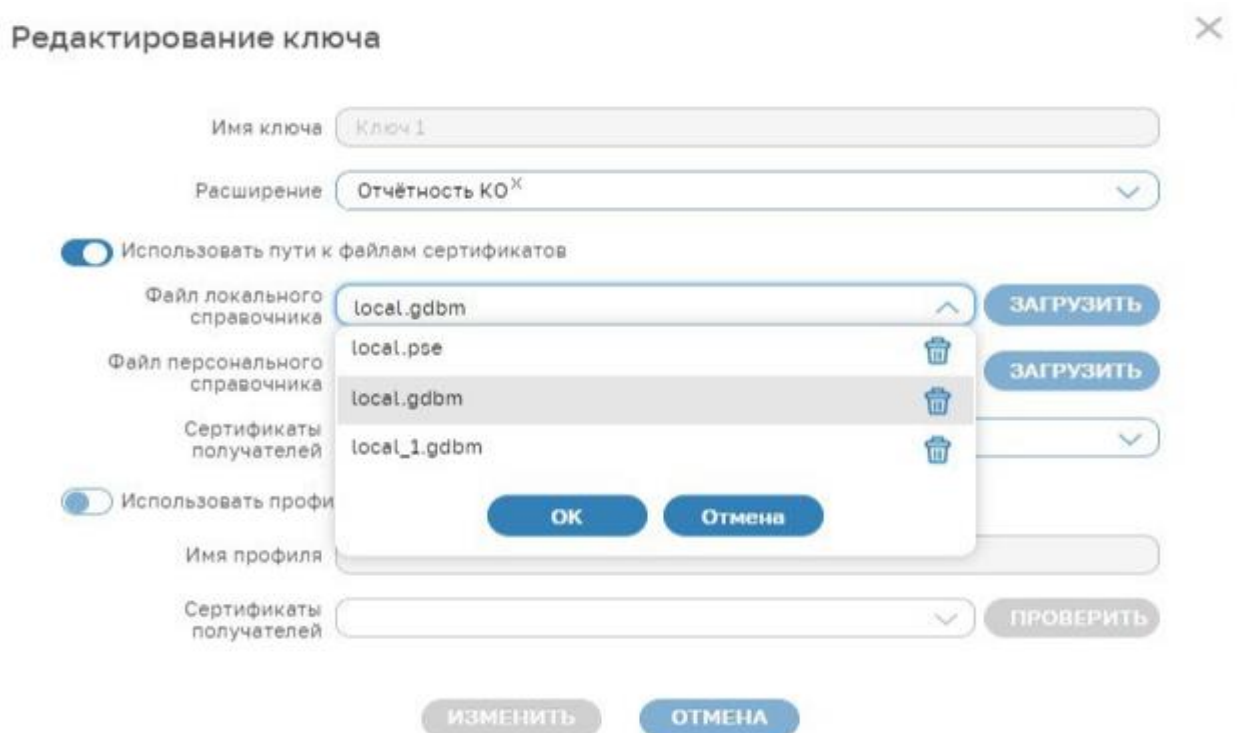 Редактирование ключа
Имя ключа
Ключ 1
Расширение
Отчётность КО X
Использовать пути к файлам сертификатов
Файл локального
справочника
local.gdbm
ЗАГРУЗИТЬ
local.pse
Файл персонального
справочника
ЗАГРУЗИТЬ
local.gdbm
Сертификаты
получателей
local_1.gdbm
Использовать профи
ОК
Отмена
Имя профиля
Сертификаты
получателей
ПРОВЕРИТЬ
ИЗМЕНИТЬ
ОТМЕНА